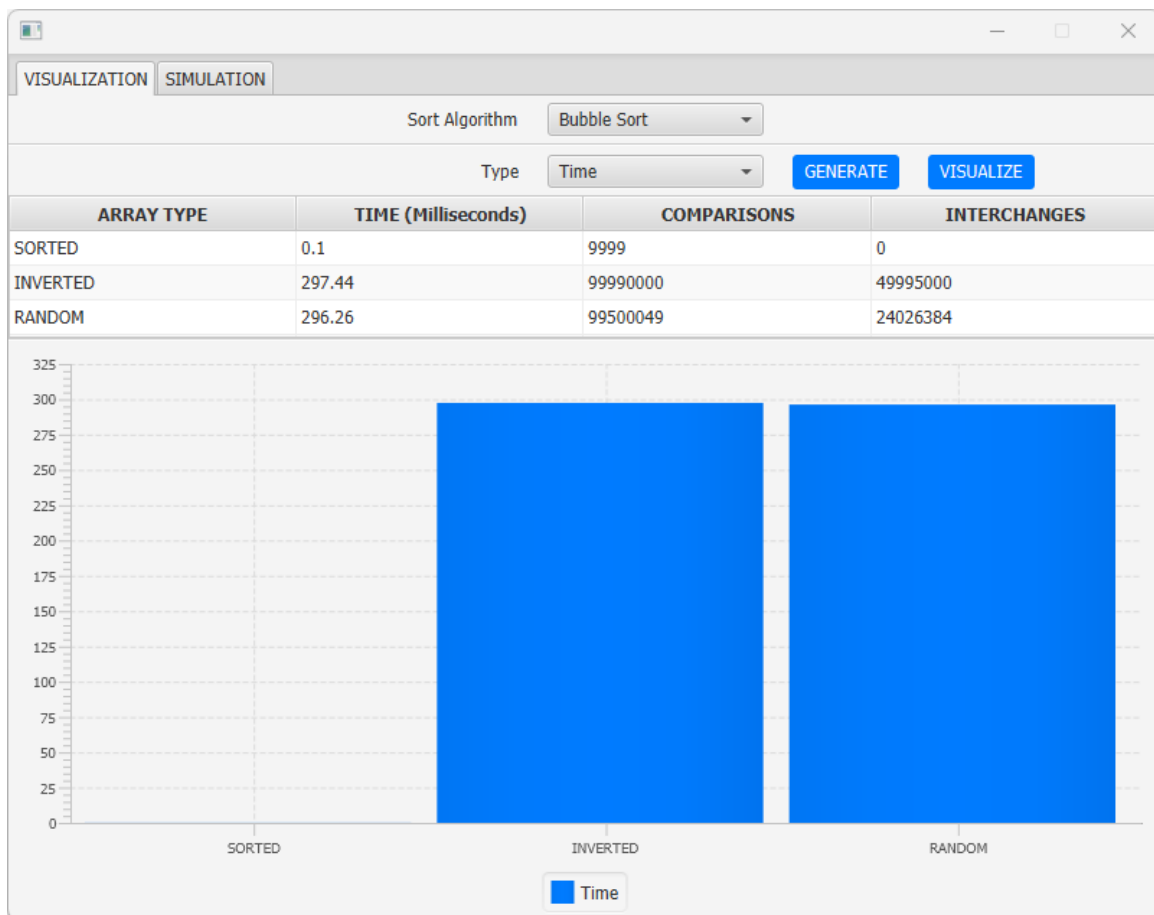 VISUALIZATION SIMULATION
Sort Algorithm Bubble Sort
Type Time GENERATE VISUALIZE
ARRAY TYPE TIME (Milliseconds) COMPARISONS INTERCHANGES
SORTED 0.1 9999 0
INVERTED 297.44 99990000 49995000
RANDOM 296.26 99500049 24026384
325
300
275
250
225
200
175
150
125
100
75
50
25
0
SORTED INVERTED RANDOM
Time